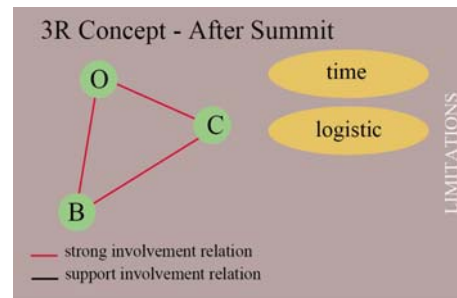 3R Concept - After Summit
O
time
C
logistic
LIMITATIONS
B
strong involvement relation
support involvement relation